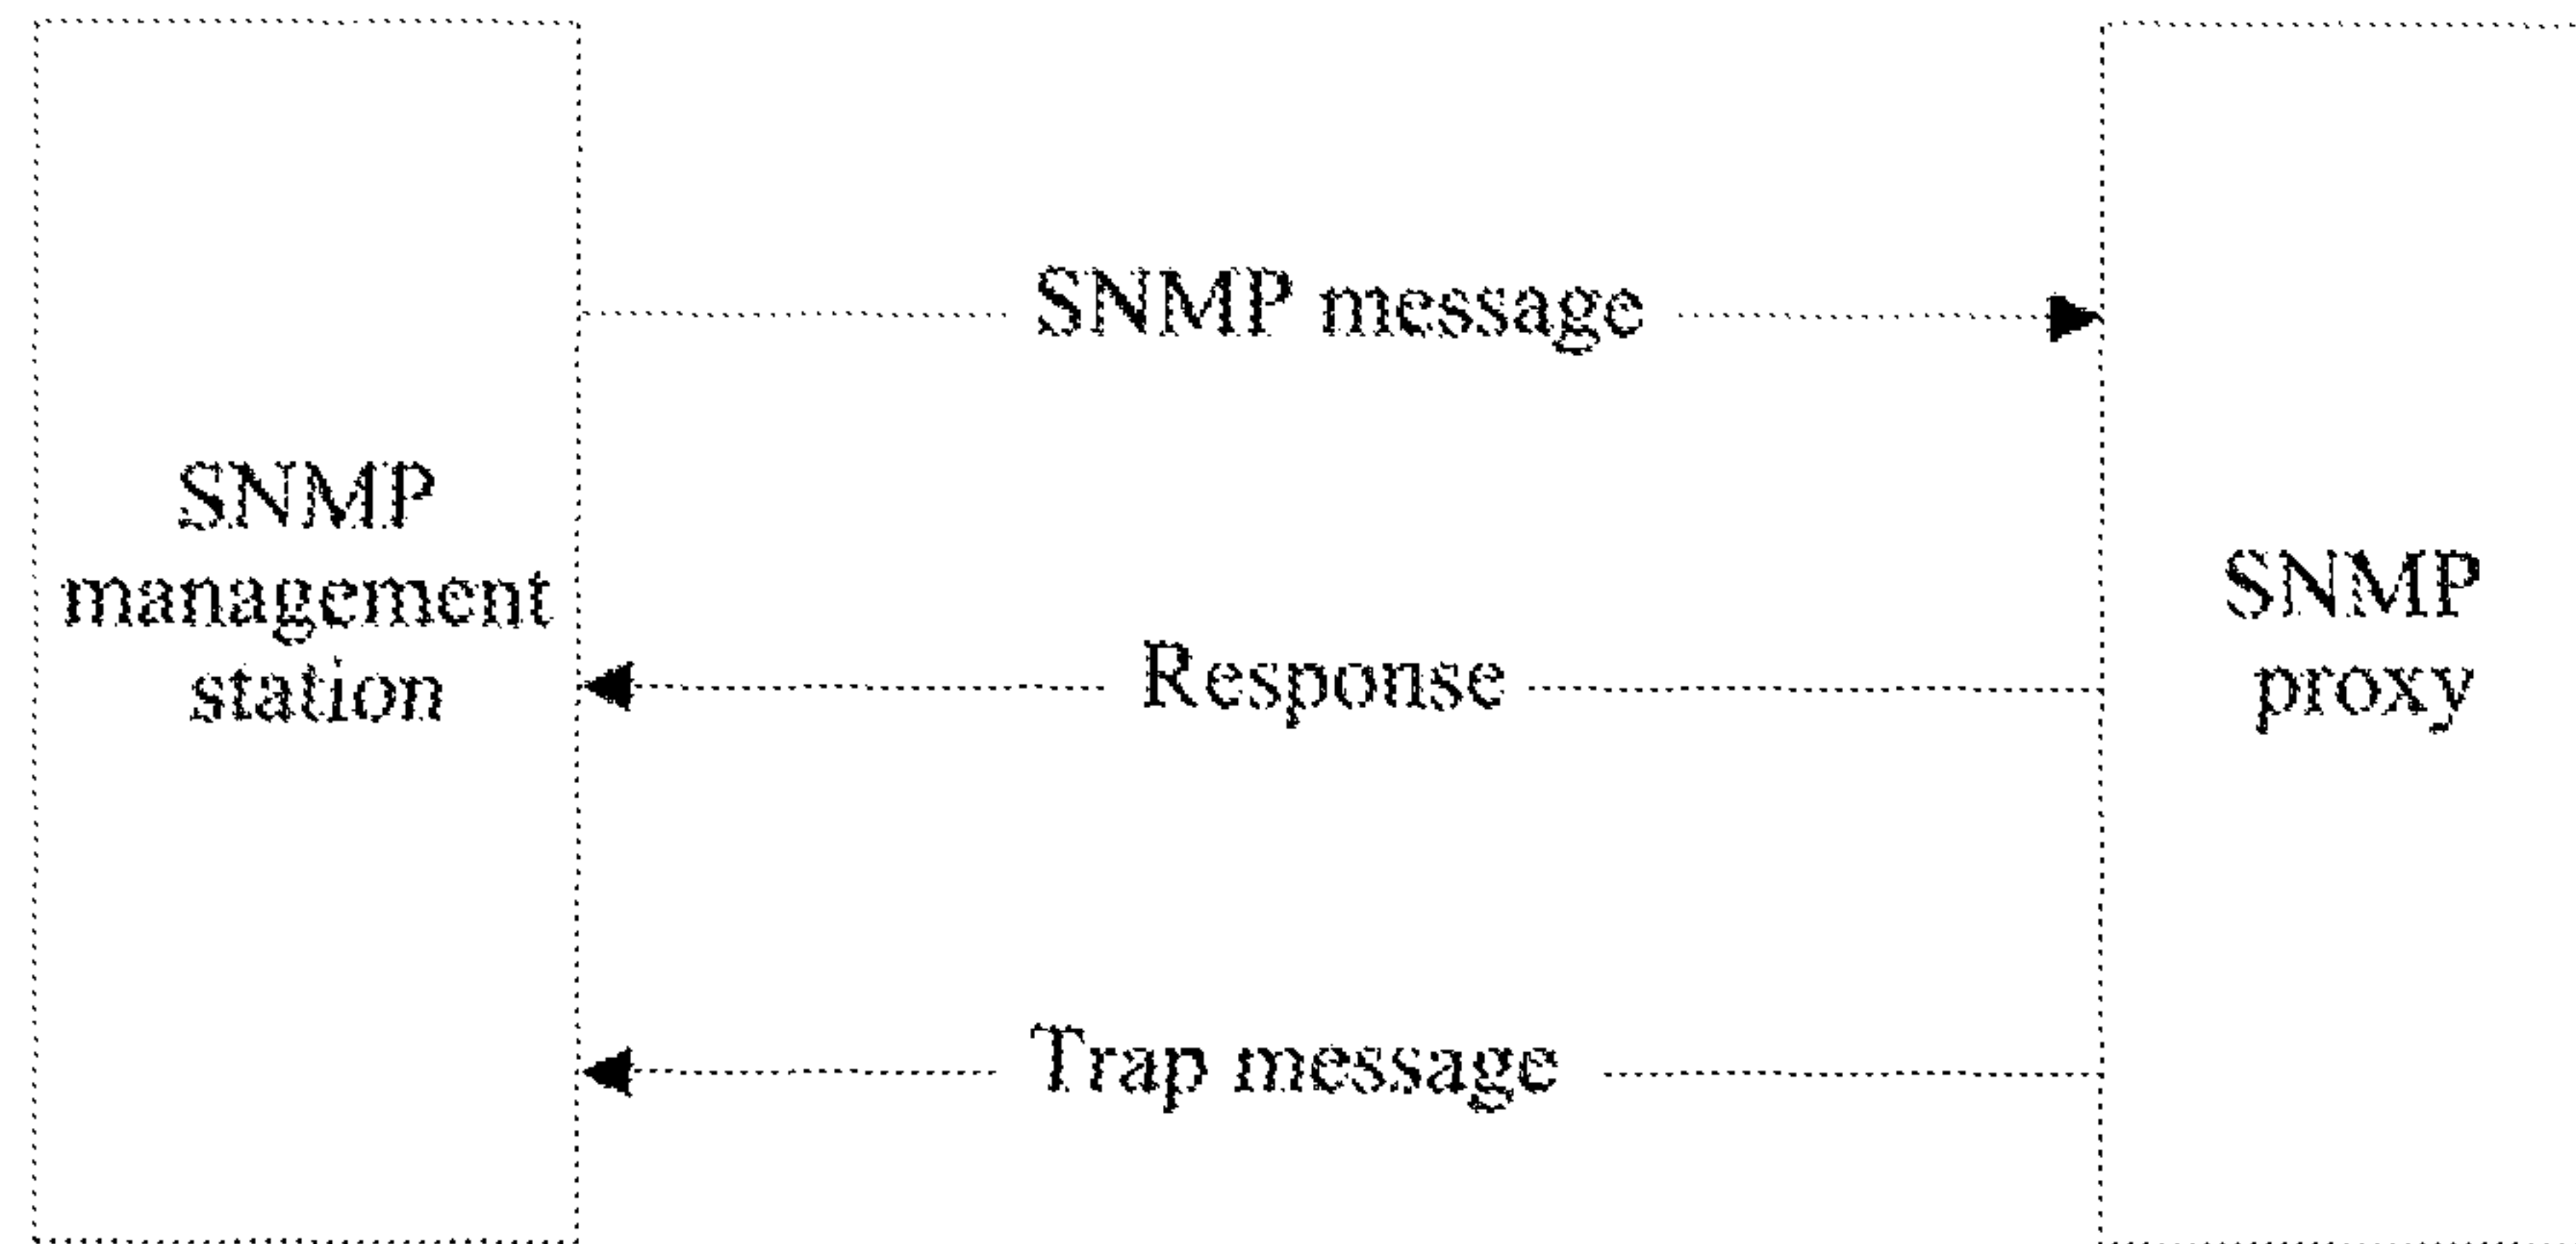 SNMP message
SNMP
management
station
Response
SNMP
proxy
Trap message